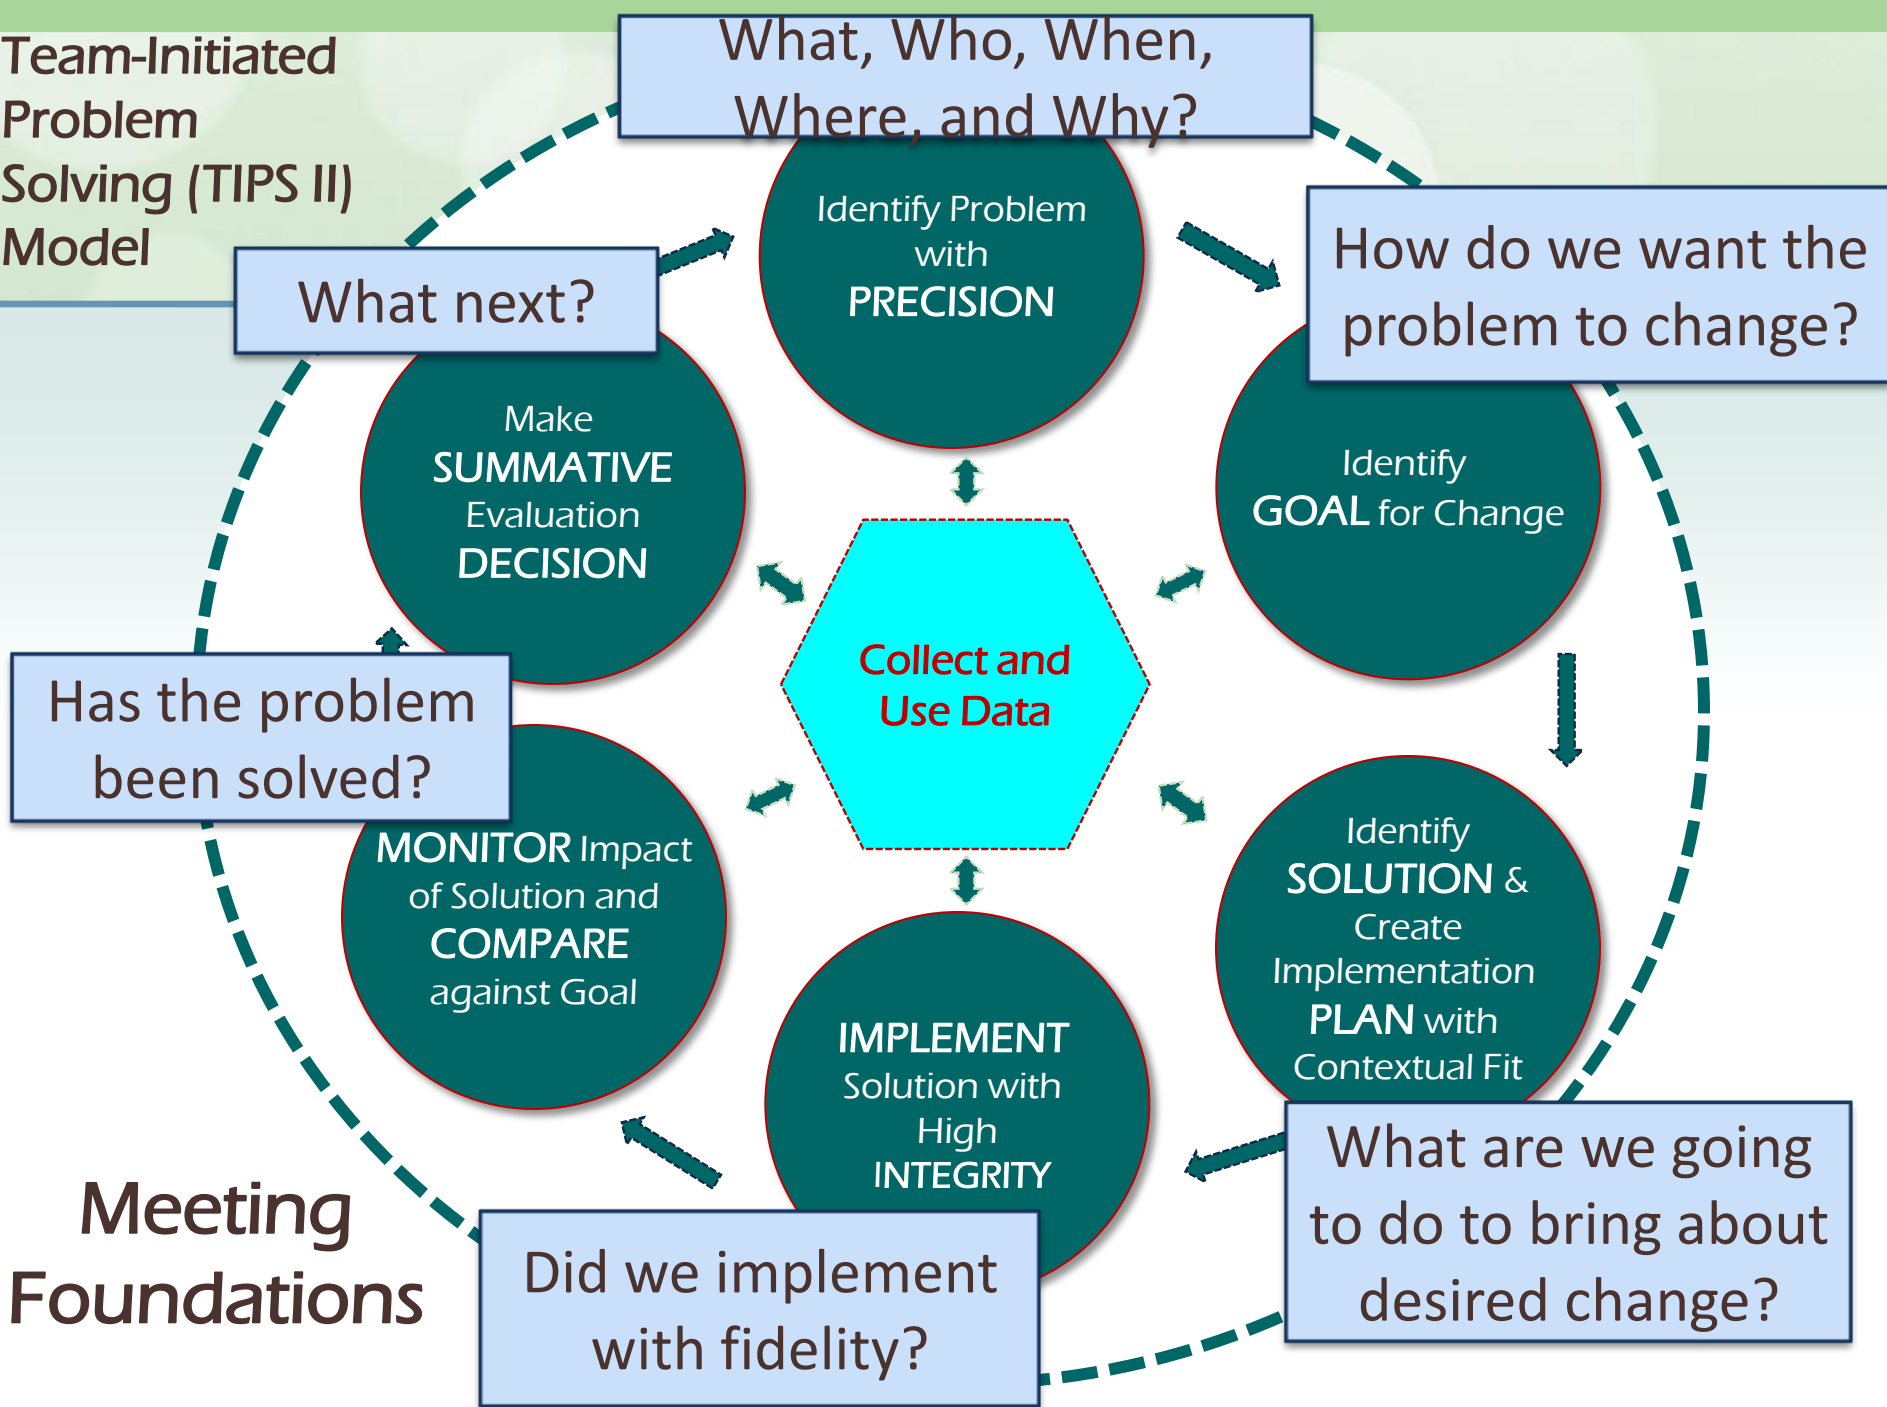 Team-Initiated
Problem
Solving (TIPS II)
Model
What, Who, When,
Where, and Why?
Identify Problem
with
PRECISION
How do we want the
problem to change?
Identify
GOAL for Change
What next?
Make
SUMMATIVE
Evaluation
DECISION
Collect and
Use Data
Has the problem
been solved?
MONITOR Impact
of Solution and
COMPARE
against Goal
Identify
SOLUTION &
Create
Implementation
PLAN with
Contextual Fit
IMPLEMENT
Solution with
High
INTEGRITY
What are we going
to do to bring about
desired change?
Did we implement
with fidelity?
Meeting
Foundations